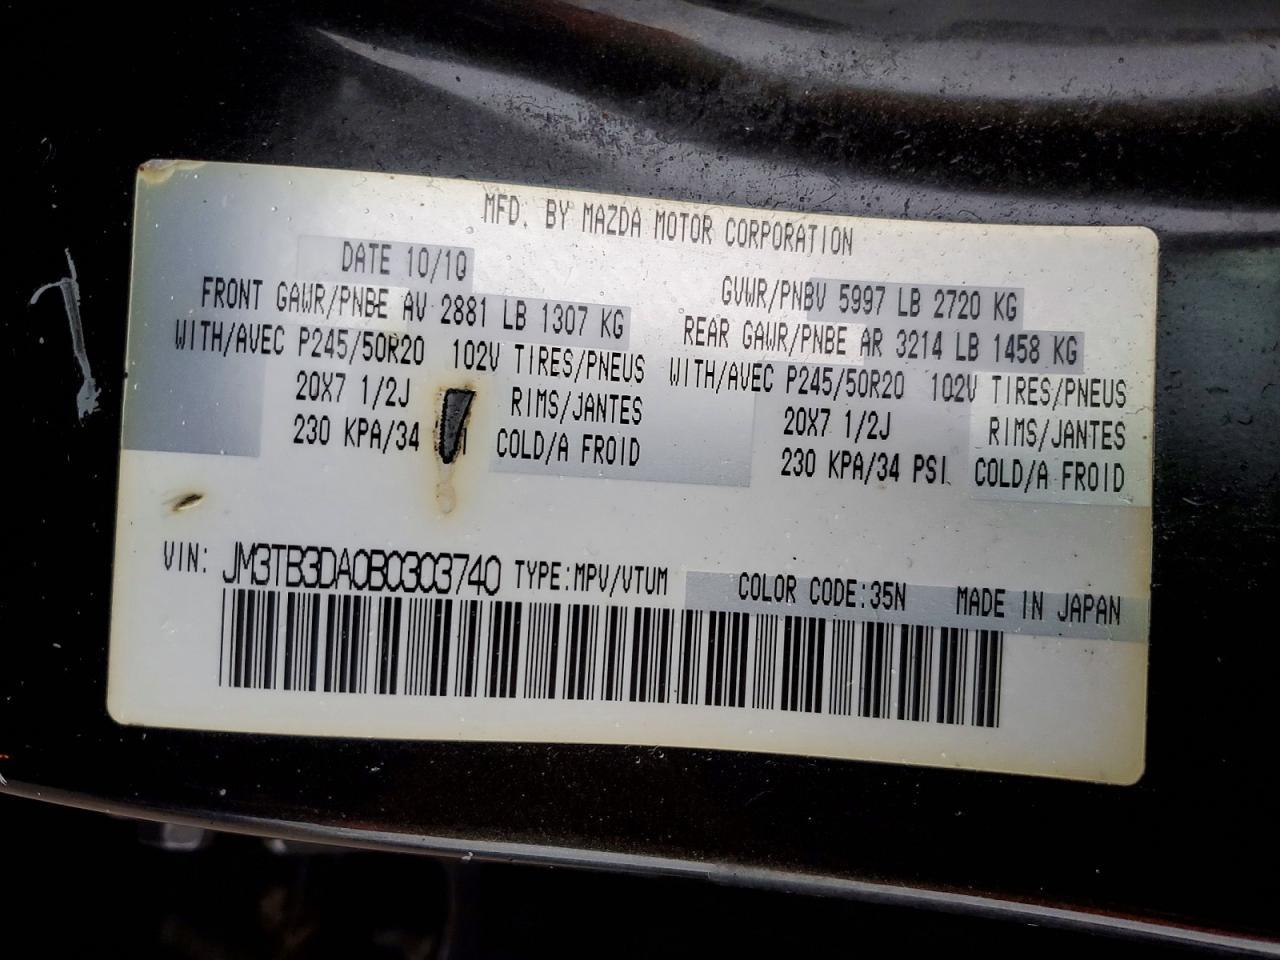 MFD. BY MAZDA MOTOR CORPORATION
DATE 10/10 GVWR/PNBV 5997 LB 2720 KG
FRONT GAWR/PNBE AV 2881 LB 1307 KG REAR GAWR/PNBE AR 3214 LB 1458 KG
WITH/AVEC P245/50R20 102V TIRES/PNEUS WITH/AVEC P245/50R20 102V TIRES/PNEUS
20X7 1/2J RIMS/JANTES 20X7 1/2J RIMS/JANTES
230 KPA/34 COLD/A FROID 230 KPA/34 PSI COLD/A FROID
VIN: JM3TB3DA0B0303740 TYPE:MPV/VTUM COLOR CODE:35N MADE IN JAPAN